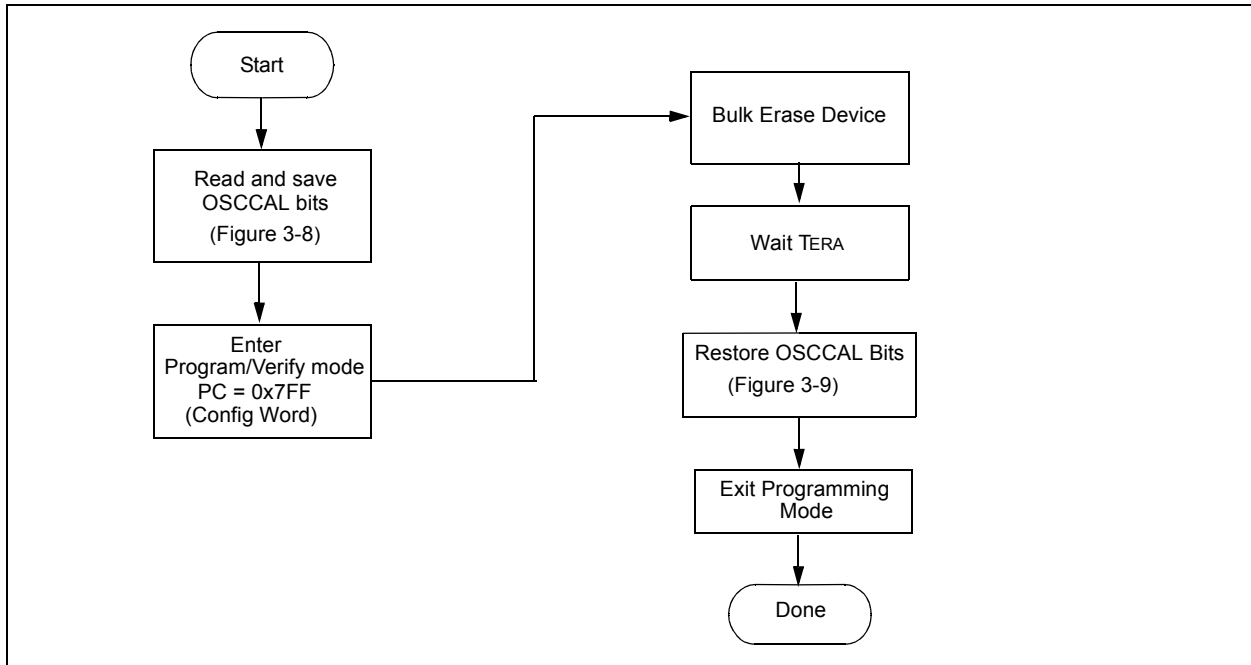 Start
Read and save
OSCCAL bits
(Figure 3-8)
Enter
Program/Verify mode
PC = 0x7FF
(Config Word)
Bulk Erase Device
Wait TERA
Restore OSCCAL Bits
(Figure 3-9)
Exit Programming
Mode
Done